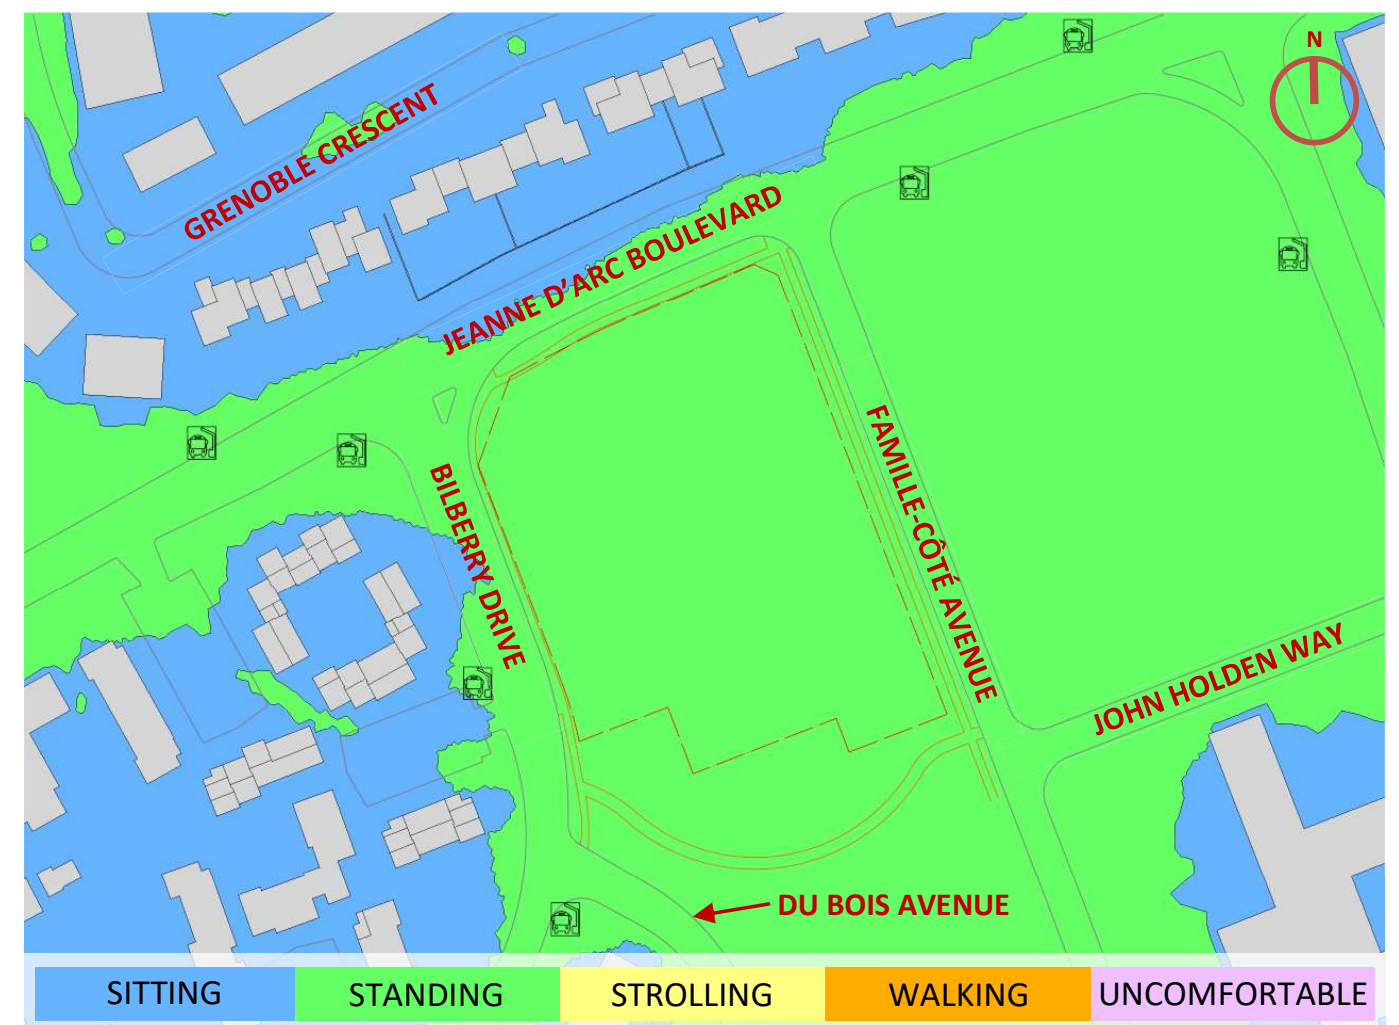 N
GRENOBLE CRESCENT
JEANNE D'ARC BOULEVARD
BILBERRY DRIVE
FAMILLE-CÔTÉ AVENUE
JOHN HOLDEN WAY
DU BOIS AVENUE
SITTING
STANDING
STROLLING
WALKING
UNCOMFORTABLE